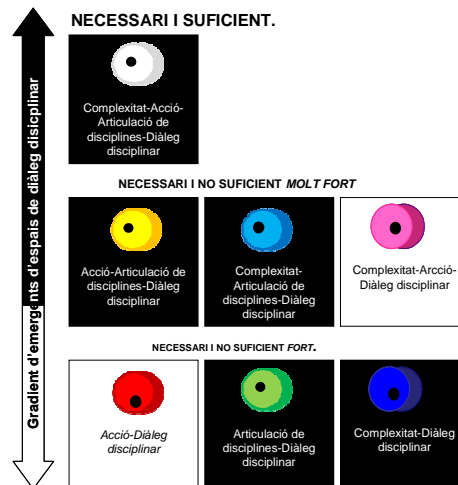 NECESSARI I SUFICIENT.
Gradient d'emergents d'espais de diàleg disicplinar
Complexitat-Acció-
Articulació de
disciplines-Diàleg
disciplinar
NECESSARI I NO SUFICIENT MOLT FORT
Acció-Articulació de
disciplines-Diàleg
disciplinar
Complexitat-
Articulació de
disciplines-Diàleg
disciplinar
Complexitat-Arcció-
Diàleg disciplinar
NECESSARI I NO SUFICIENT FORT.
Acció-Diàleg
disciplinar
Articulació de
disciplines-Diàleg
disciplinar
Complexitat-Diàleg
disciplinar